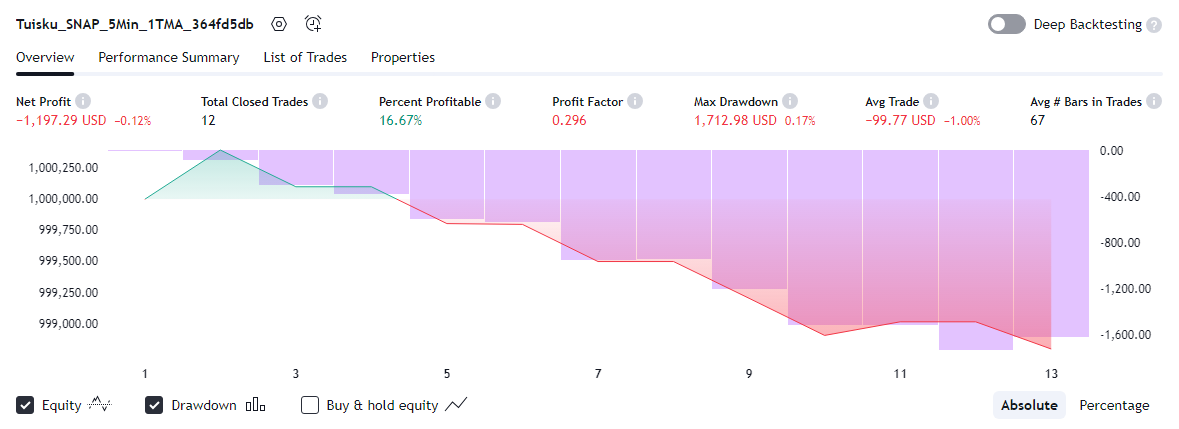 Tuisku_SNAP_5Min_1TMA_364fd5db
Deep Backtesting ?
Overview Performance Summary List of Trades Properties
Net Profit Total Closed Trades Percent Profitable Profit Factor Max Drawdown Avg Trade Avg # Bars in Trades
−1,197.29 USD −0.12% 12 16.67% 0.296 1,712.98 USD 0.17% −99.77 USD −1.00% 67
1,000,250.00
1,000,000.00
999,750.00
999,500.00
999,250.00
999,000.00
0.00
-400.00
-800.00
-1,200.00
-1,600.00
1 3 5 7 9 11 13
Equity Drawdown Buy & hold equity Absolute Percentage